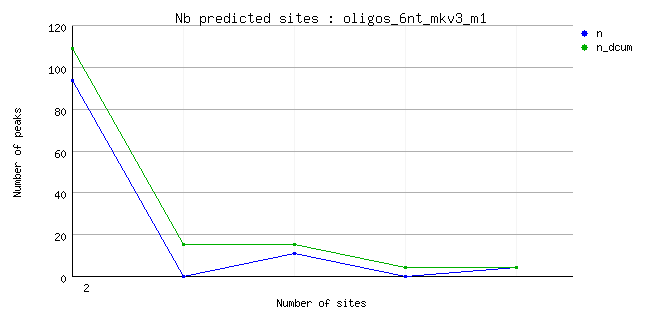 Nb predicted sites : oligos_6nt_mkv3_m1
n
n_dcum
120
100
80
60
40
20
0
Number of peaks
2
Number of sites